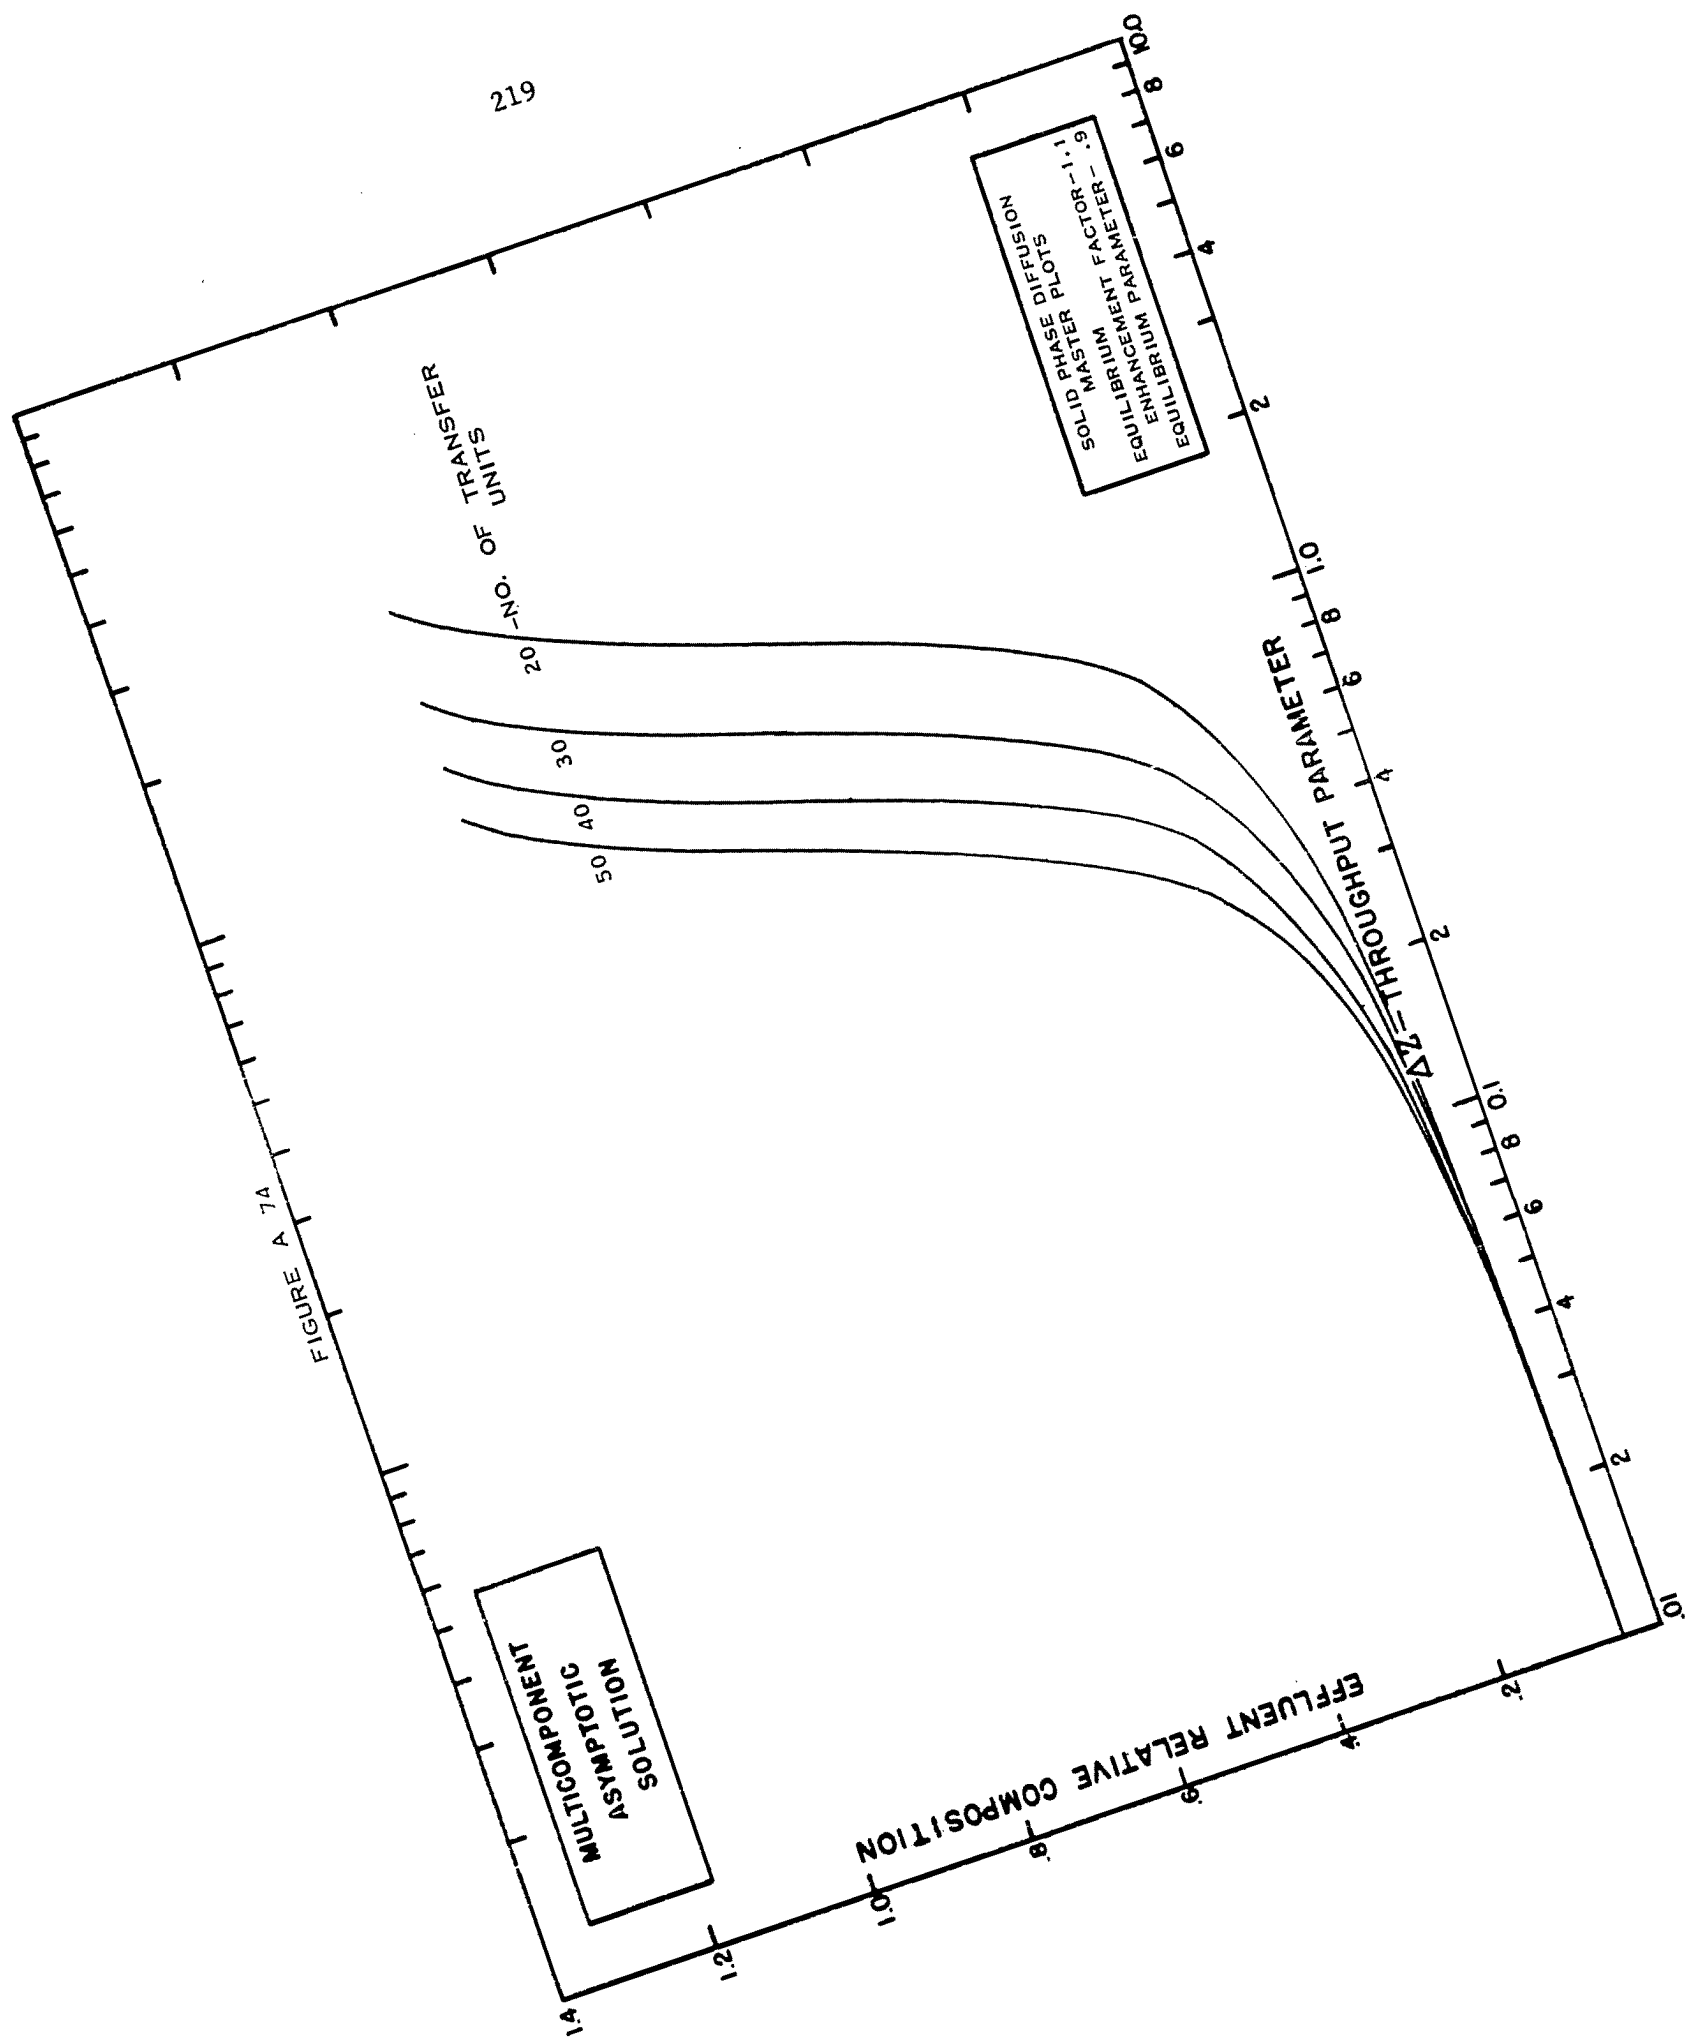 219
FIGURE A 74
MULTICOMPONENT
ASYMPTOTIC
SOLUTION
20-NO. OF TRANSFER
UNITS
30
40
50
SOLID PHASE DIFFUSION
MASTER PLOTS
EQUILIBRIUM FACTOR-1.1
ENHANCEMENT PARAMETER-.9
EQUILIBRIUM PARAMETER
EFFLUENT RELATIVE COMPOSITION
1.4
1.2
1.0
.8
.6
.4
.2
.01
2
4
6
8
0.1
2
4
6
8
1.0
2
4
6
8
10.0
ΔZ-THROUGHPUT PARAMETER